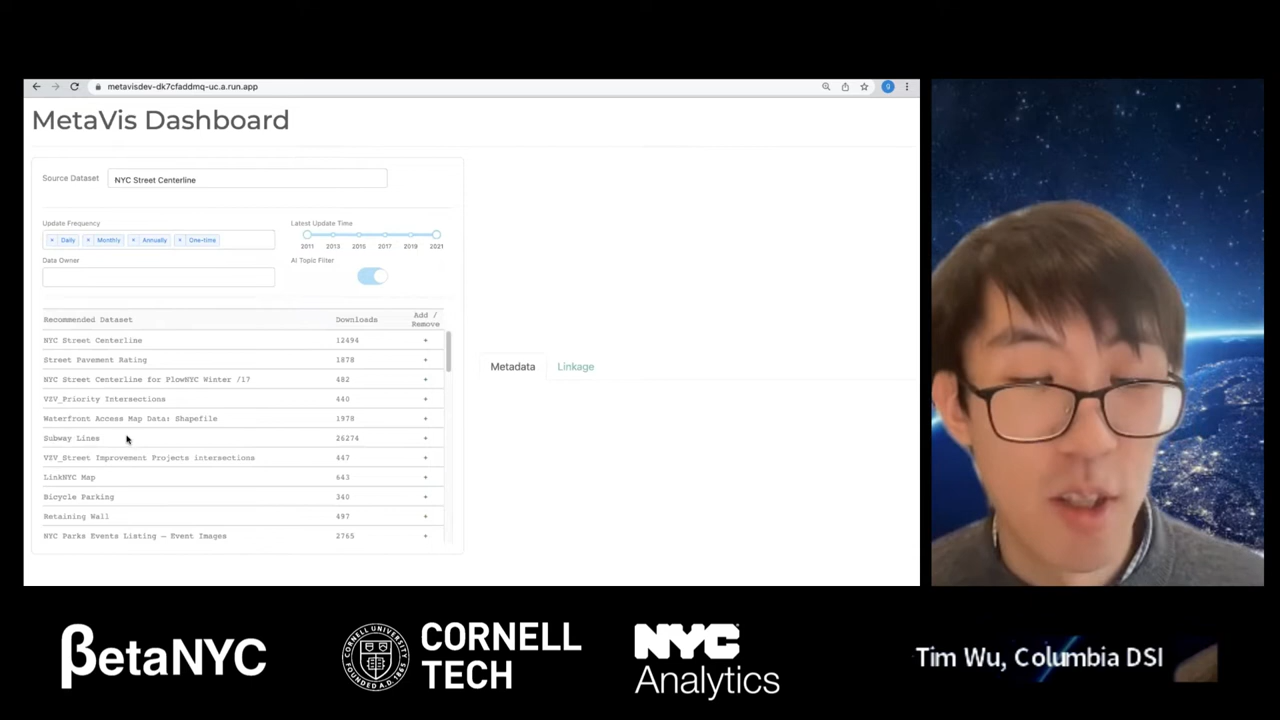 metavisdev-dk7cfaddmq-uc.a.run.app
g
MetaVis Dashboard
Source Dataset NYC Street Centerline
Update Frequency
× Daily × Monthly × Annually × One-time
Latest Update Time
2011 2013 2015 2017 2019 2021
Data Owner
AI Topic Filter
Recommended Dataset Downloads Add / Remove
NYC Street Centerline 12494 +
Street Pavement Rating 1878 +
NYC Street Centerline for PlowNYC Winter /17 482 +
VZV_Priority Intersections 440 +
Waterfront Access Map Data: Shapefile 1978 +
Subway Lines 26274 +
VZV_Street Improvement Projects intersections 447 +
LinkNYC Map 643 +
Bicycle Parking 340 +
Retaining Wall 497 +
NYC Parks Events Listing – Event Images 2765 +
Metadata Linkage
βetaNYC
CORNELL
TECH
NYC
Analytics
Tim Wu, Columbia DSI